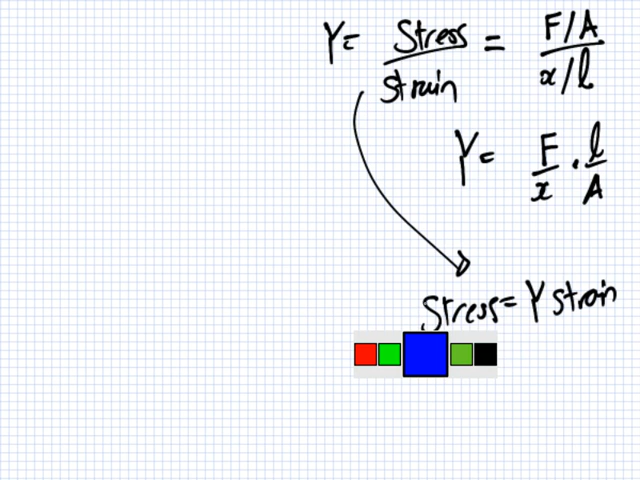 Y = Stress / Strain = F/A / x/l
Y = F/x · l/A
Stress = Y strain